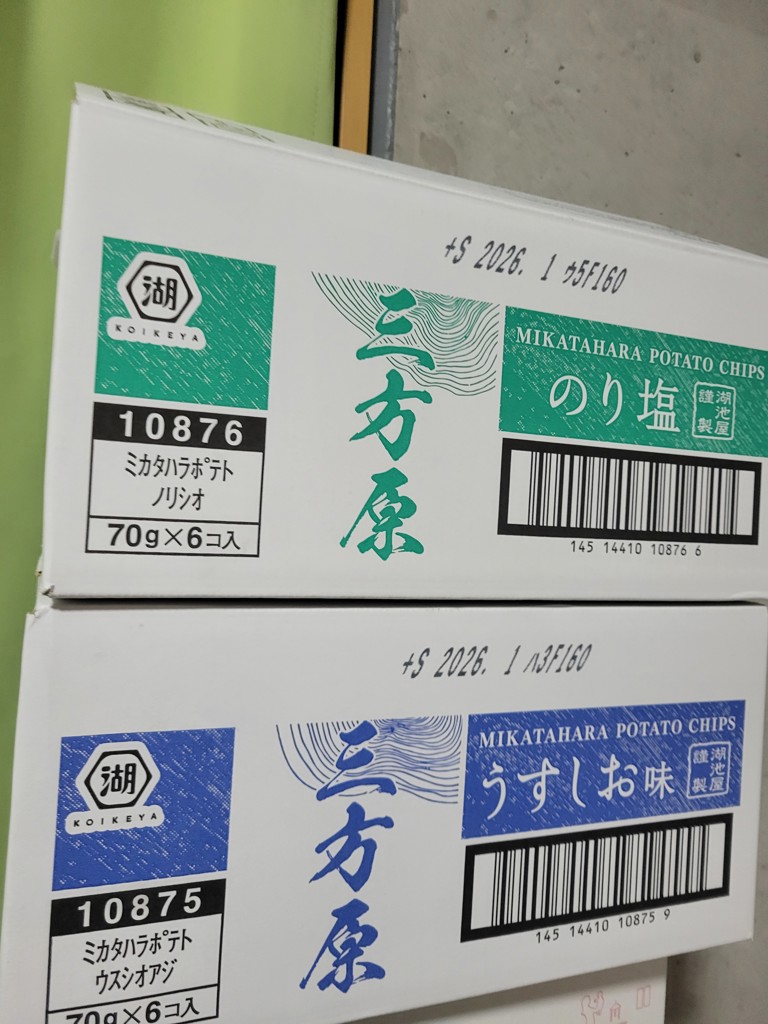 +S 2026. 1 ウ5F160
湖
KOIKEYA
10876
ミカタハラポテト
ノリシオ
70g×6コ入
三方原
MIKATAHARA POTATO CHIPS
のり塩
湖池屋
謹製
145 14410 10876 6
+S 2026. 1 ハ3F160
湖
KOIKEYA
10875
ミカタハラポテト
ウスシオアジ
70g×6コ入
三方原
MIKATAHARA POTATO CHIPS
うすしお味
湖池屋
謹製
145 14410 10875 9